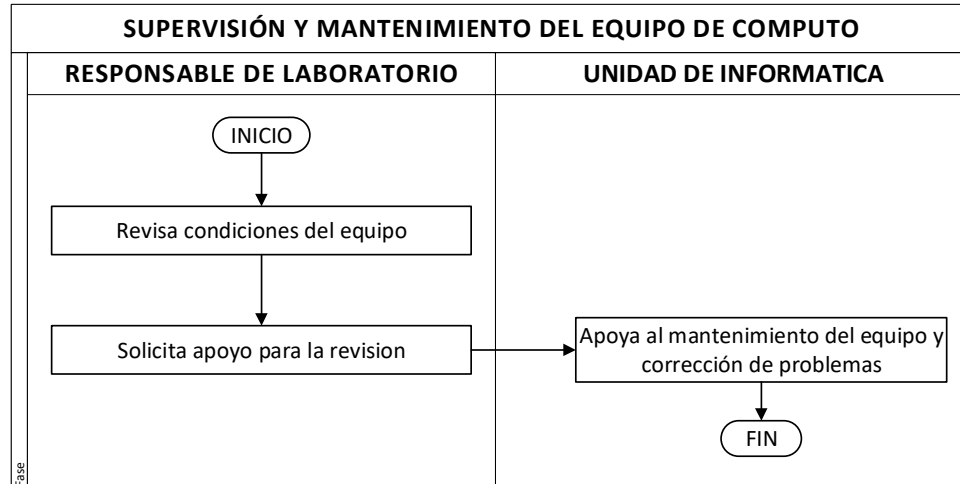 SUPERVISIÓN Y MANTENIMIENTO DEL EQUIPO DE COMPUTO
RESPONSABLE DE LABORATORIO
UNIDAD DE INFORMATICA
INICIO
Revisa condiciones del equipo
Solicita apoyo para la revision
Apoya al mantenimiento del equipo y
corrección de problemas
FIN
Fase